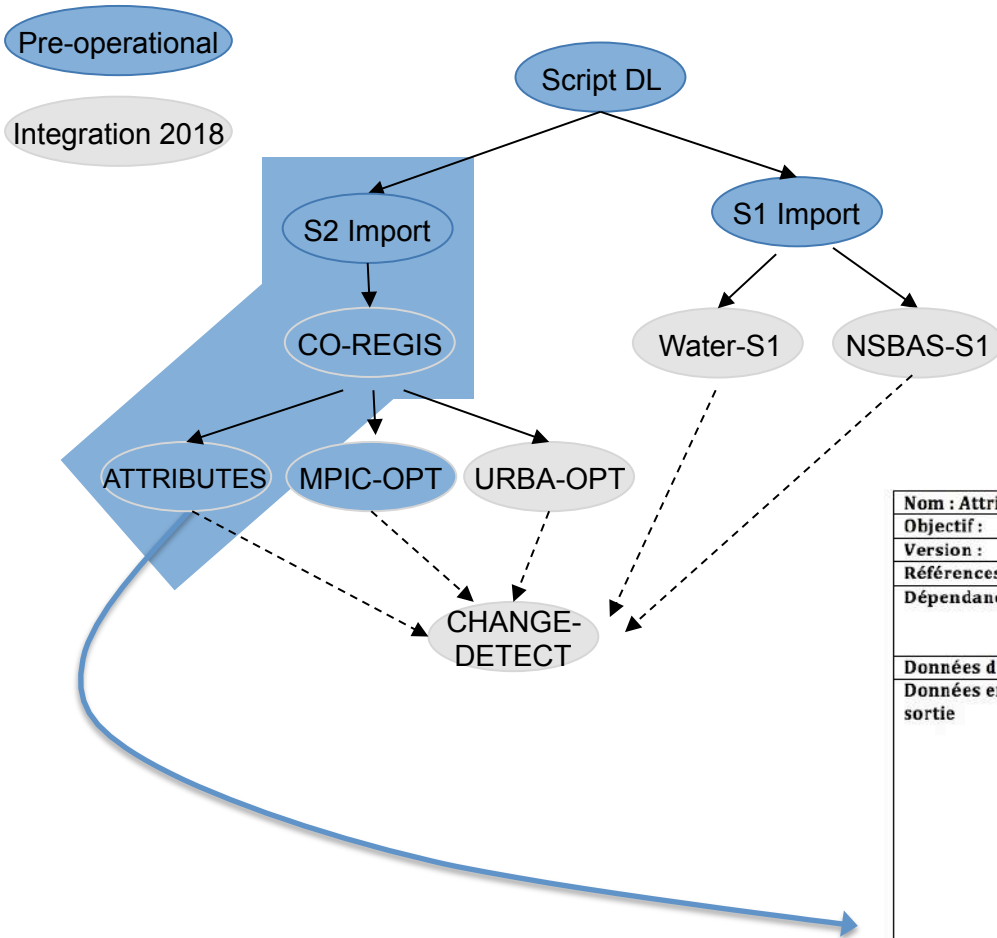 Pre-operational
Integration 2018
Script DL
S2 Import
S1 Import
CO-REGIS
Water-S1
NSBAS-S1
ATTRIBUTES
MPIC-OPT
URBA-OPT
CHANGE-
DETECT
Nom :
Objectif :
Version :
sortie